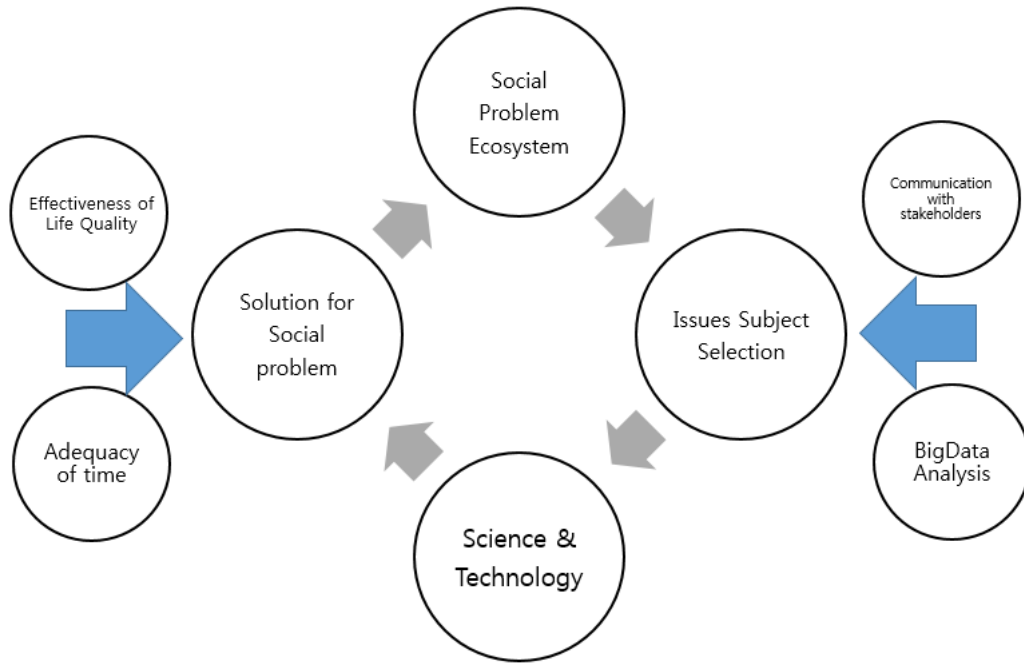 Social
Problem
Ecosystem
Effectiveness of
Life Quality
Communication
with
stakeholders
Solution for
Social
problem
Issues Subject
Selection
Adequacy
of time
BigData
Analysis
Science &
Technology